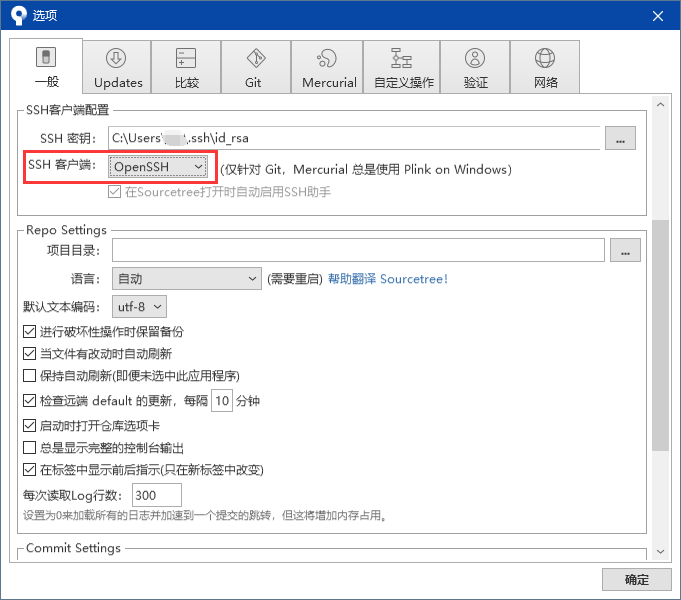 选项
一般
Updates
比较
Git
Mercurial
自定义操作
验证
网络
SSH客户端配置
SSH 密钥: C:\Users\ \.ssh\id_rsa ...
SSH 客户端: OpenSSH (仅针对 Git，Mercurial 总是使用 Plink on Windows)
在Sourcetree打开时自动启用SSH助手
Repo Settings
项目目录: ...
语言: 自动 (需要重启) 帮助翻译 Sourcetree!
默认文本编码: utf-8
进行破坏性操作时保留备份
当文件有改动时自动刷新
保持自动刷新(即便未选中此应用程序)
检查远端 default 的更新，每隔 10 分钟
启动时打开仓库选项卡
总是显示完整的控制台输出
在标签中显示前后指示(只在新标签中改变)
每次读取Log行数: 300
设置为0来加载所有的日志并加速到一个提交的跳转，但这将增加内存占用。
Commit Settings
确定